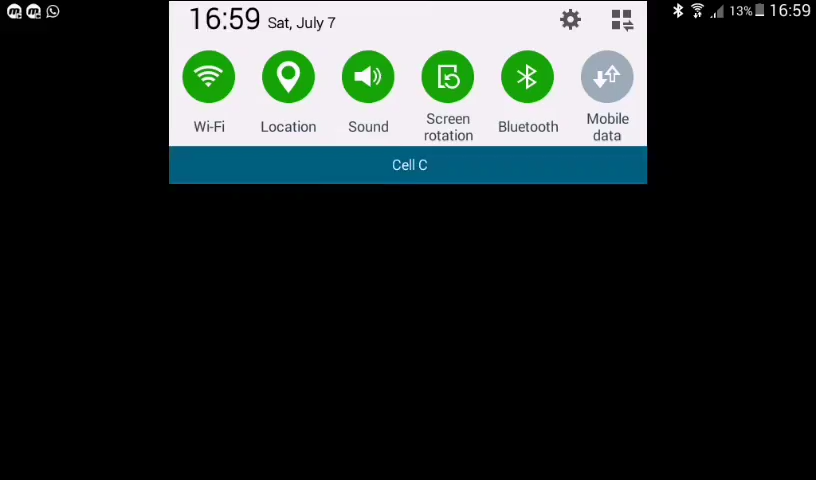 16:59 Sat, July 7
13% 16:59
Wi-Fi
Location
Sound
Screen
rotation
Bluetooth
Mobile
data
Cell C